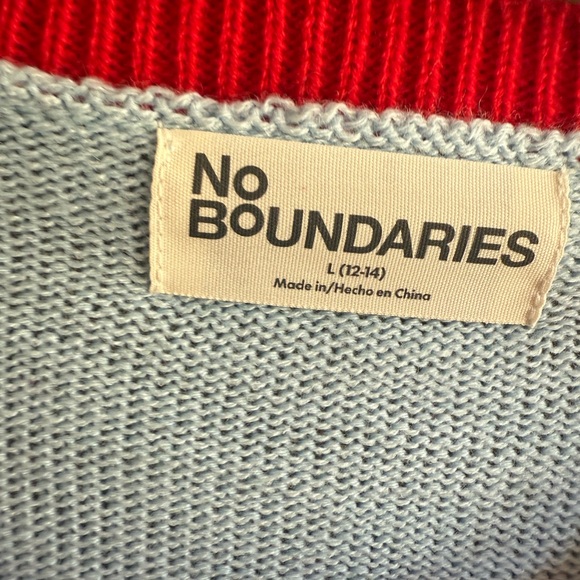 No
BoUNDARIES
L (12-14)
Made in/Hecho en China